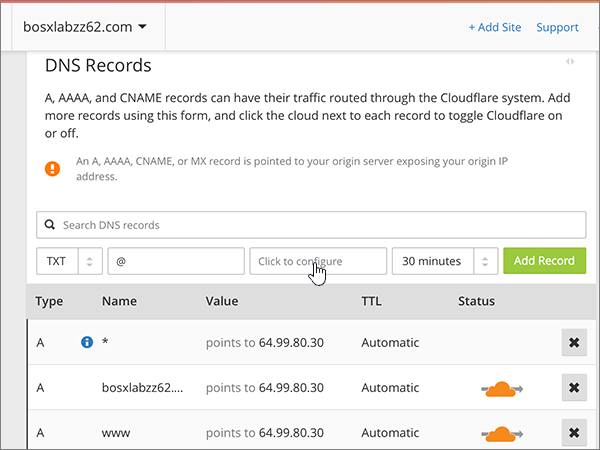 bosxlabzz62.com
+ Add Site Support
DNS Records
A, AAAA, and CNAME records can have their traffic routed through the Cloudflare system. Add
more records using this form, and click the cloud next to each record to toggle Cloudflare on
or off.
An A, AAAA, CNAME, or MX record is pointed to your origin server exposing your origin IP
address.
Search DNS records
TXT @ Click to configure 30 minutes Add Record
Type Name Value TTL Status
A * points to 64.99.80.30 Automatic
A bosxlabzz62.... points to 64.99.80.30 Automatic
A www points to 64.99.80.30 Automatic